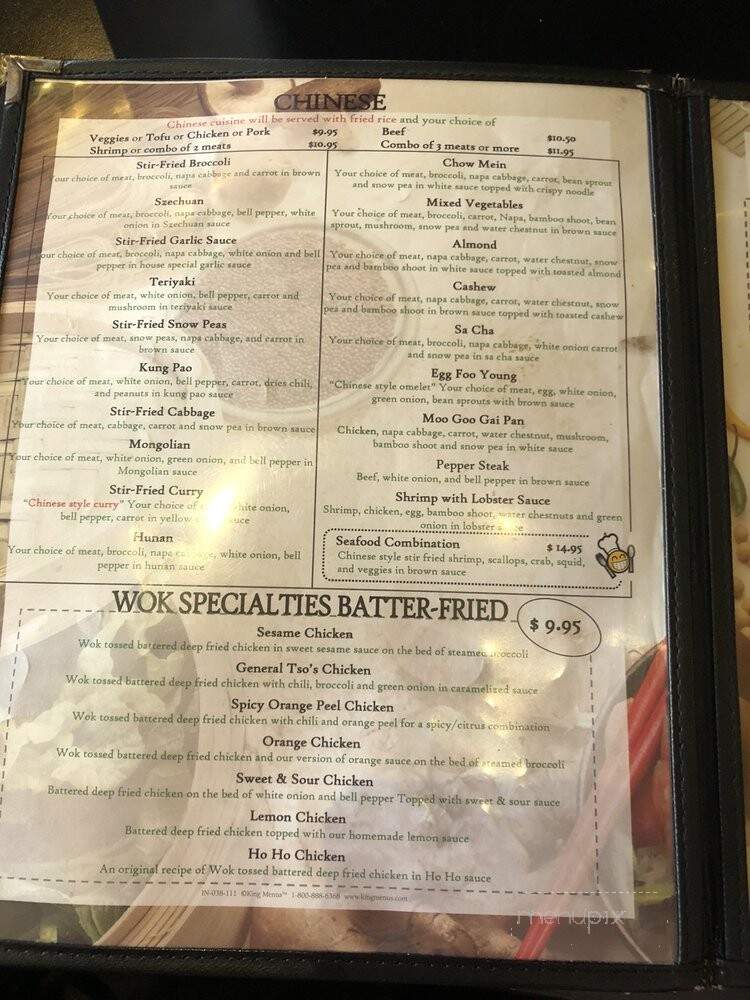 CHINESE
Chinese cuisine will be served with fried rice and your choice of
Veggies or Tofu or Chicken or Pork $9.95 Beef $10.50
Shrimp or combo of 2 meats $10.95 Combo of 3 meats or more $11.95
Stir-Fried Broccoli
Your choice of meat, broccoli, napa cabbage and carrot in brown
sauce
Szechuan
Your choice of meat, broccoli, napa cabbage, bell pepper, white
onion in Szechuan sauce
Stir-Fried Garlic Sauce
our choice of meat, broccoli, napa cabbage, white onion and bell
pepper in house special garlic sauce
Teriyaki
Your choice of meat, white onion, bell pepper, carrot and
mushroom in teriyaki sauce
Stir-Fried Snow Peas
Your choice of meat, snow peas, napa cabbage, and carrot in
brown sauce
Kung Pao
Your choice of meat, white onion, bell pepper, carrot, dries chili,
and peanuts in kung pao sauce
Stir-Fried Cabbage
Your choice of meat, cabbage, carrot and snow pea in brown sauce
Mongolian
Your choice of meat, white onion, green onion, and bell pepper in
Mongolian sauce
Stir-Fried Curry
"Chinese style curry" Your choice of white onion,
bell pepper, carrot in yellow sauce
Hunan
Your choice of meat, broccoli, napa cabbage, white onion, bell
pepper in hunan sauce
Chow Mein
Your choice of meat, broccoli, napa cabbage, carrot, bean sprout
and snow pea in white sauce topped with crispy noodle
Mixed Vegetables
Your choice of meat, broccoli, carrot, Napa, bamboo shoot, bean
sprout, mushroom, snow pea and water chestnut in brown sauce
Almond
Your choice of meat, napa cabbage, carrot, water chestnut, snow
pea and bamboo shoot in white sauce topped with toasted almond
Cashew
Your choice of meat, napa cabbage, carrot, water chestnut, snow
pea and bamboo shoot in brown sauce topped with toasted cashew
Sa Cha
Your choice of meat, broccoli, napa cabbage, white onion carrot
and snow pea in sa cha sauce
Egg Foo Young
"Chinese style omelet" Your choice of meat, egg, white onion,
green onion, bean sprouts with brown sauce
Moo Goo Gai Pan
Chicken, napa cabbage, carrot, water chestnut, mushroom,
bamboo shoot and snow pea in white sauce
Pepper Steak
Beef, white onion, and bell pepper in brown sauce
Shrimp with Lobster Sauce
Shrimp, chicken, egg, bamboo shoot, water chestnuts and green
onion in lobster sauce
Seafood Combination $ 14.95
Chinese style stir fried shrimp, scallops, crab, squid,
and veggies in brown sauce
WOK SPECIALTIES BATTER-FRIED $ 9.95
Sesame Chicken
Wok tossed battered deep fried chicken in sweet sesame sauce on the bed of steamed broccoli
General Tso's Chicken
Wok tossed battered deep fried chicken with chili, broccoli and green onion in caramelized sauce
Spicy Orange Peel Chicken
Wok tossed battered deep fried chicken with chili and orange peel for a spicy/citrus combination
Orange Chicken
Wok tossed battered deep fried chicken and our version of orange sauce on the bed of steamed broccoli
Sweet & Sour Chicken
Battered deep fried chicken on the bed of white onion and bell pepper Topped with sweet & sour sauce
Lemon Chicken
Battered deep fried chicken topped with our homemade lemon sauce
Ho Ho Chicken
An original recipe of Wok tossed battered deep fried chicken in Ho Ho sauce
IN-038-111 ©King Menus™ 1-800-888-6368 www.kingmenus.com
menupix